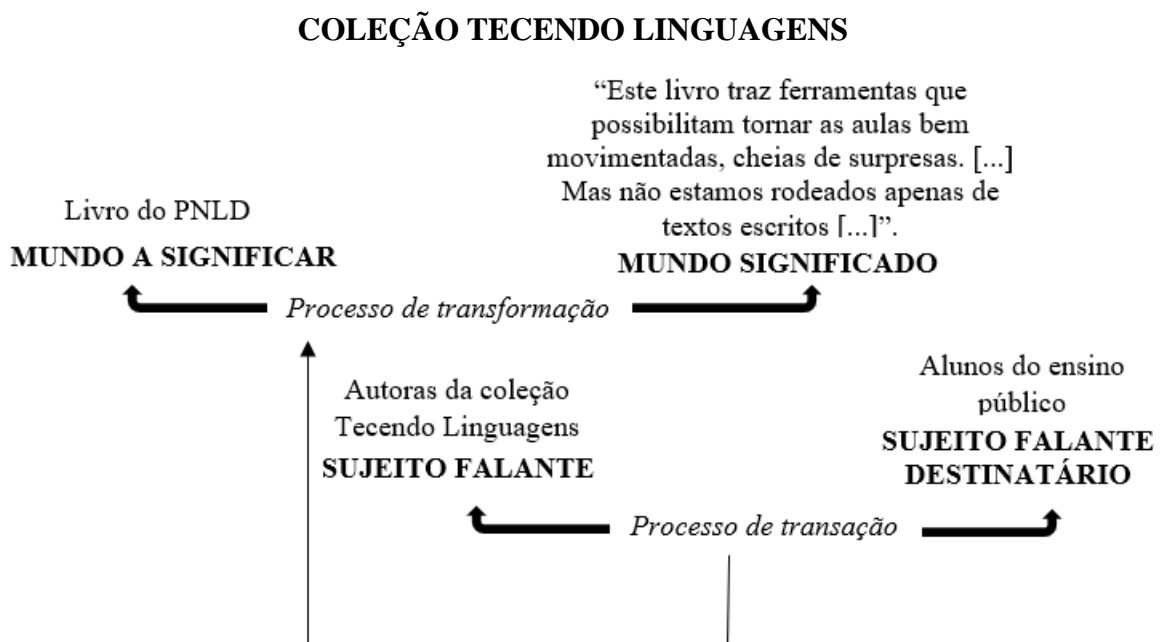 COLEÇÃO TECENDO LINGUAGENS
“Este livro traz ferramentas que
possibilitam tornar as aulas bem
movimentadas, cheias de surpresas. [...]
Mas não estamos rodeados apenas de
textos escritos [...]”.
Livro do PNLD
MUNDO A SIGNIFICAR
MUNDO SIGNIFICADO
Processo de transformação
Autoras da coleção
Tecendo Linguagens
SUJEITO FALANTE
Alunos do ensino
público
SUJEITO FALANTE
DESTINATÁRIO
Processo de transação